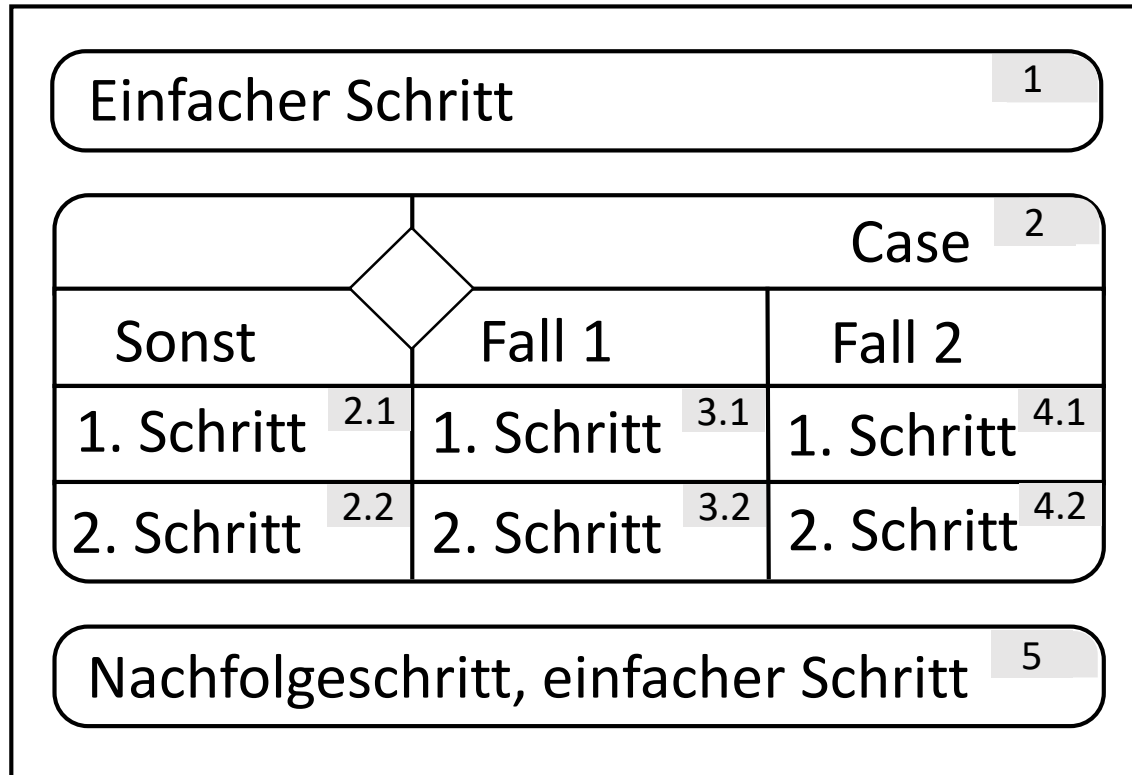 Einfacher Schritt 1
Case 2
Sonst Fall 1 Fall 2
1. Schritt 2.1 1. Schritt 3.1 1. Schritt 4.1
2. Schritt 2.2 2. Schritt 3.2 2. Schritt 4.2
Nachfolgeschritt, einfacher Schritt 5